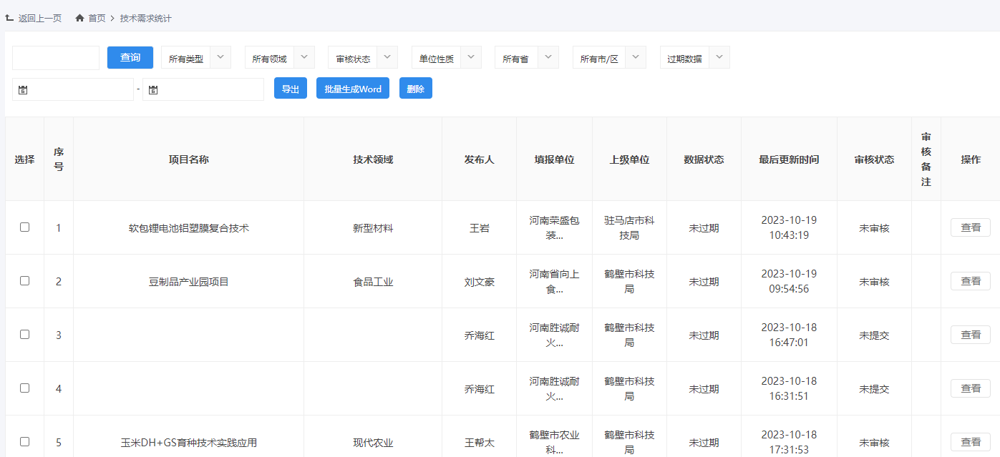 返回上一页 首页 > 技术需求统计
查询 所有类型 所有领域 审核状态 单位性质 所有省 所有市/区 过期数据
- 导出 批量生成Word 删除
选择 序号 项目名称 技术领域 发布人 填报单位 上级单位 数据状态 最后更新时间 审核状态 审核备注 操作
1 软包锂电池铝塑膜复合技术 新型材料 王岩 河南荣盛包装... 驻马店市科技局 未过期 2023-10-19 10:43:19 未审核 查看
2 豆制品产业园项目 食品工业 刘文豪 河南省向上食... 鹤壁市科技局 未过期 2023-10-19 09:54:56 未审核 查看
3 乔海红 河南胜诚耐火... 鹤壁市科技局 未过期 2023-10-18 16:47:01 未提交 查看
4 乔海红 河南胜诚耐火... 鹤壁市科技局 未过期 2023-10-18 16:31:51 未提交 查看
5 玉米DH+GS育种技术实践应用 现代农业 王帮太 鹤壁市农业科... 鹤壁市科技局 未过期 2023-10-18 17:31:53 未审核 查看